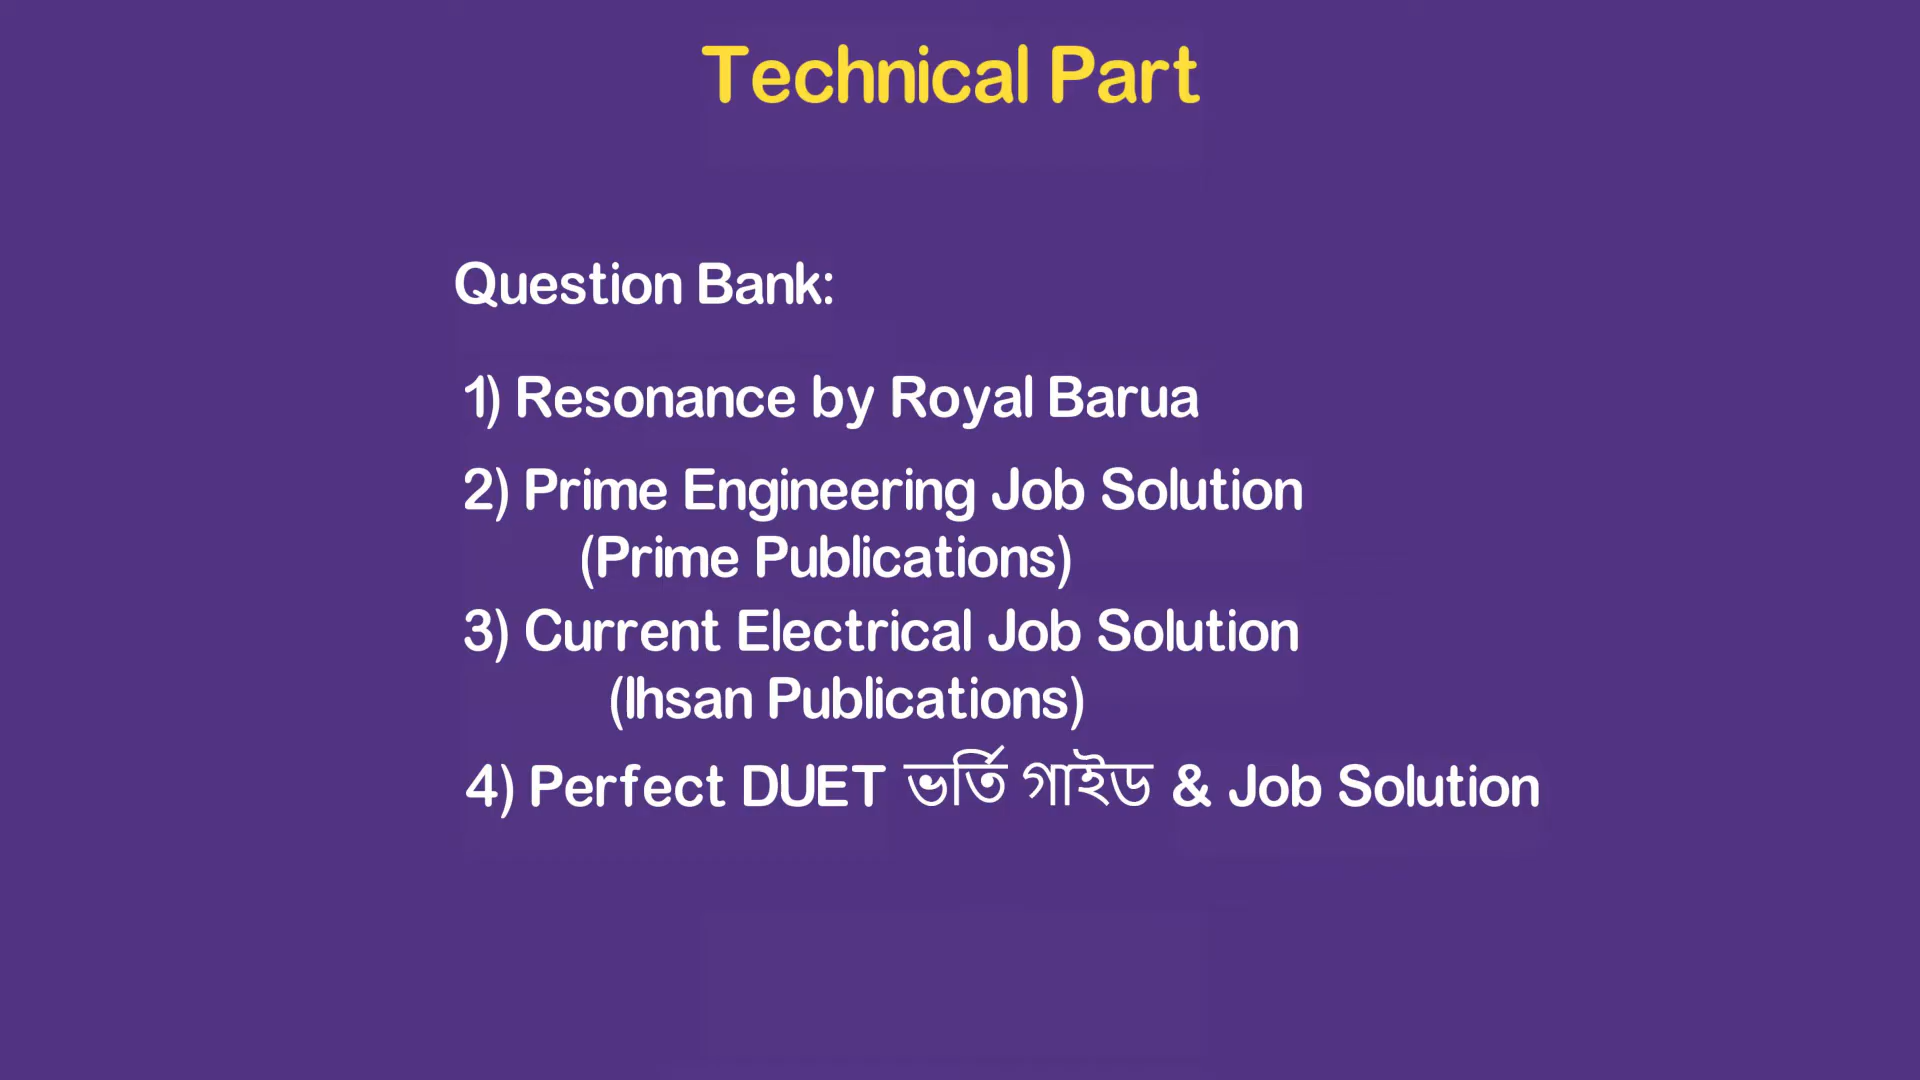 Technical Part
Question Bank:
1) Resonance by Royal Barua
2) Prime Engineering Job Solution
(Prime Publications)
3) Current Electrical Job Solution
(Ihsan Publications)
4) Perfect DUET ভর্তি গাইড & Job Solution